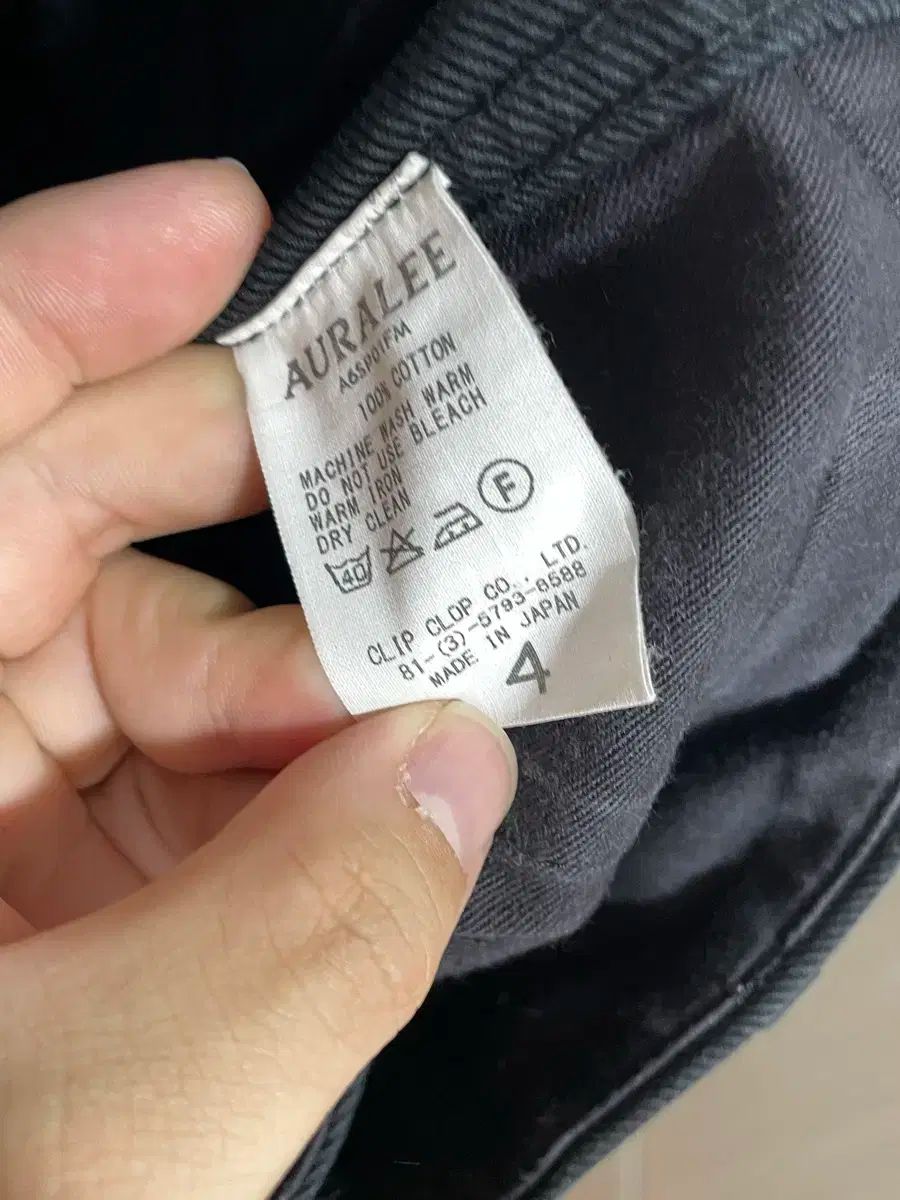 AURALEE
A6SP01FM
100% COTTON
MACHINE WASH WARM
DO NOT USE BLEACH
WARM IRON
DRY CLEAN
40 F
CLIP CLOP CO., LTD.
81-(3)-5793-8588
MADE IN JAPAN
4